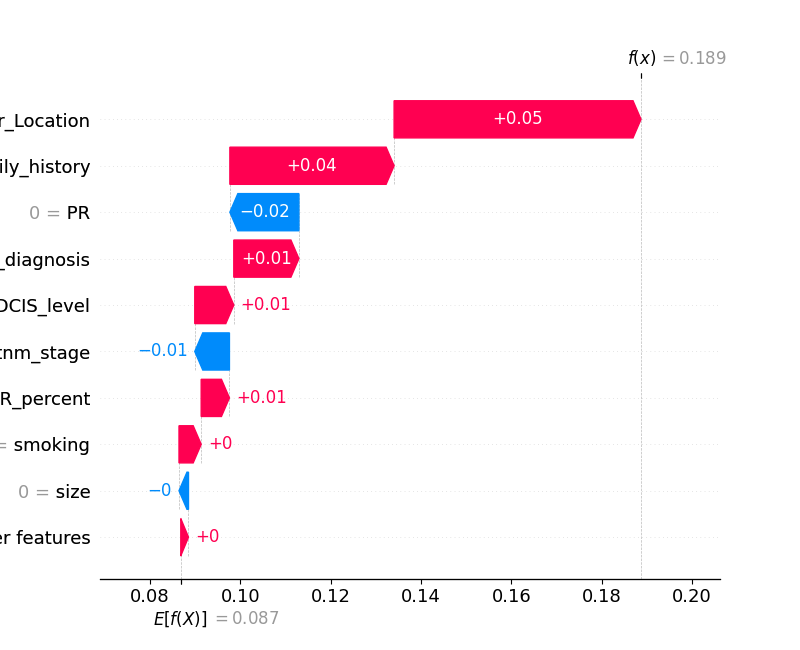 f(x) = 0.189
r_Location +0.05
ily_history +0.04
0 = PR −0.02
_diagnosis +0.01
DCIS_level +0.01
tnm_stage −0.01
R_percent +0.01
= smoking +0
0 = size −0
er features +0
0.08 0.10 0.12 0.14 0.16 0.18 0.20
E[f(X)] = 0.087